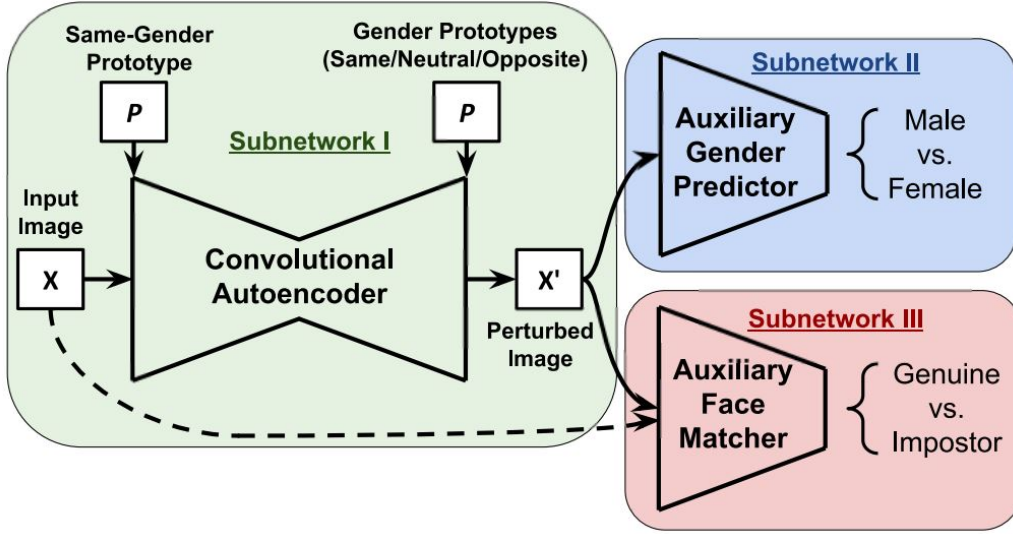 Same-Gender
Prototype
P
Gender Prototypes
(Same/Neutral/Opposite)
P
Subnetwork I
Input
Image
X
Convolutional
Autoencoder
X'
Perturbed
Image
Subnetwork II
Auxiliary
Gender
Predictor
Male
vs.
Female
Subnetwork III
Auxiliary
Face
Matcher
Genuine
vs.
Impostor